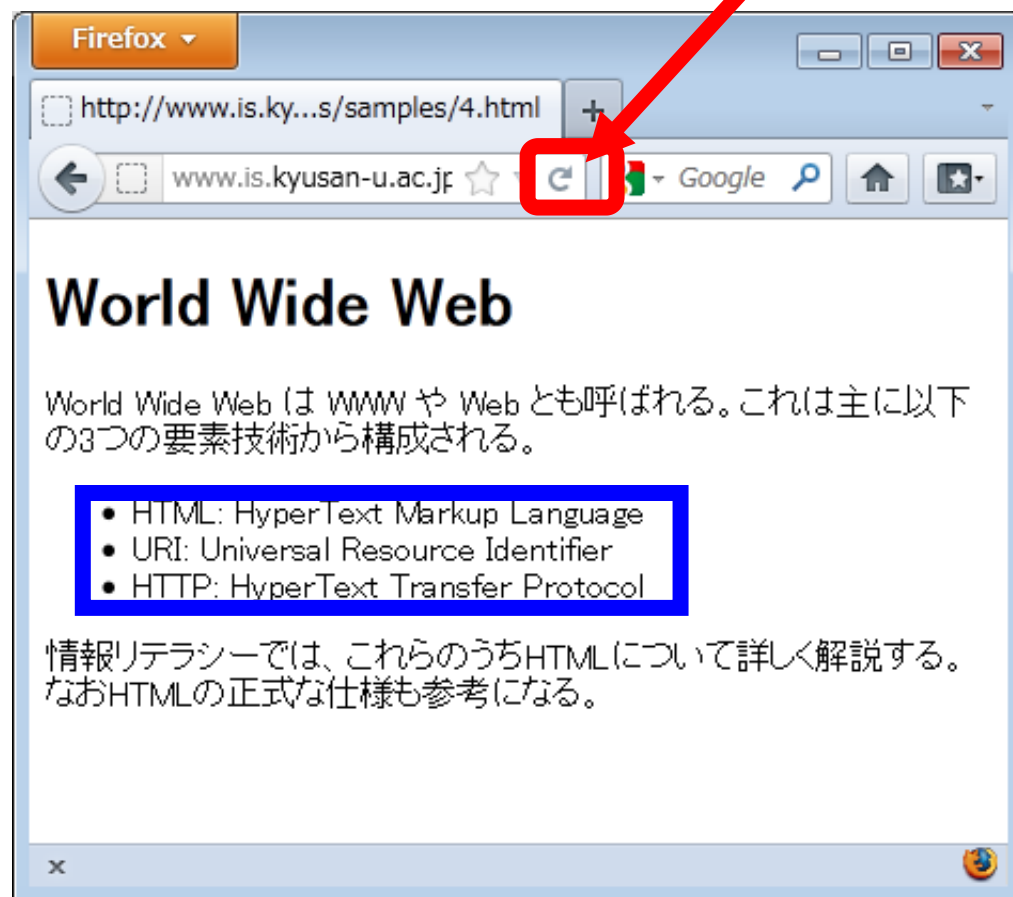 Firefox
http://www.is.ky...s/samples/4.html
www.is.kyusan-u.ac.jp
Google
World Wide Web
World Wide Web は WWW や Web とも呼ばれる。これは主に以下
の3つの要素技術から構成される。
• HTML: HyperText Markup Language
• URI: Universal Resource Identifier
• HTTP: HyperText Transfer Protocol
情報リテラシーでは、これらのうちHTMLについて詳しく解説する。
なおHTMLの正式な仕様も参考になる。